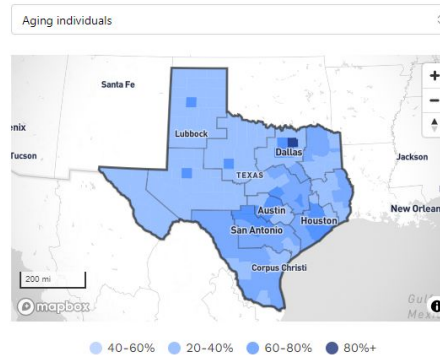 Aging individuals
Santa Fe
Lubbock
Dallas
TEXAS
Jackson
Tucson
Austin
Houston
San Antonio
New Orlean
Corpus Christi
200 mi
mapbox
40-60%
20-40%
60-80%
80%+